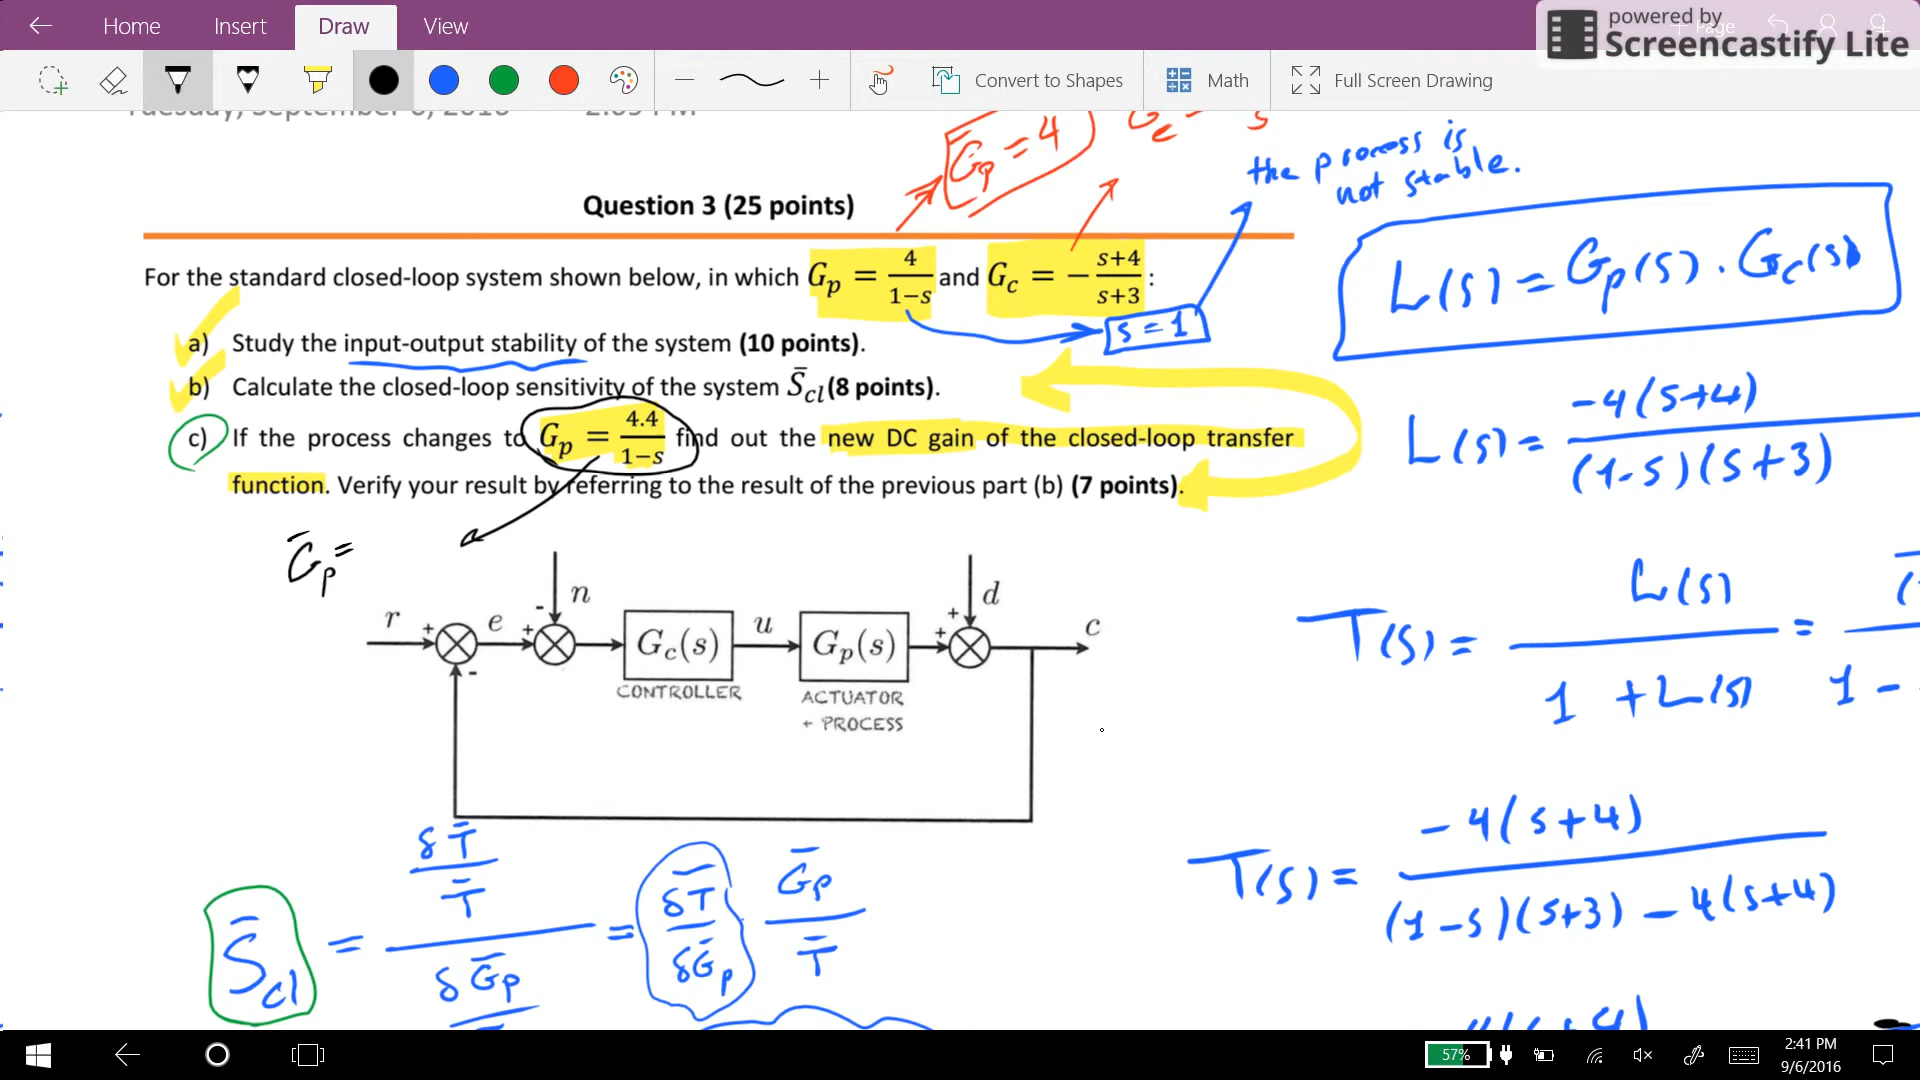 Home Insert Draw View
powered by
Screencastify Lite
Convert to Shapes Math Full Screen Drawing
Ḡp = 4
the process is
not stable.
Question 3 (25 points)
For the standard closed-loop system shown below, in which Gp = 4/(1−s) and Gc = − (s+4)/(s+3) :
s = 1
L(s) = Gp(s) . Gc(s)
a) Study the input-output stability of the system (10 points).
b) Calculate the closed-loop sensitivity of the system S̄cl (8 points).
c) If the process changes to Gp = 4.4/(1−s) find out the new DC gain of the closed-loop transfer
function. Verify your result by referring to the result of the previous part (b) (7 points).
L(s) = -4(s+4) / (1-s)(s+3)
Ḡp =
n
d
r + e + - + + c
-
Gc(s) u Gp(s)
CONTROLLER
ACTUATOR
+ PROCESS
T(s) = L(s) / 1 + L(s) =
1 -
T(s) = -4(s+4) / (1-s)(s+3) - 4(s+4)
S̄cl = δT̄ / T̄ / δḠp = δT̄ / δḠp Ḡp / T̄
57%
2:41 PM
9/6/2016